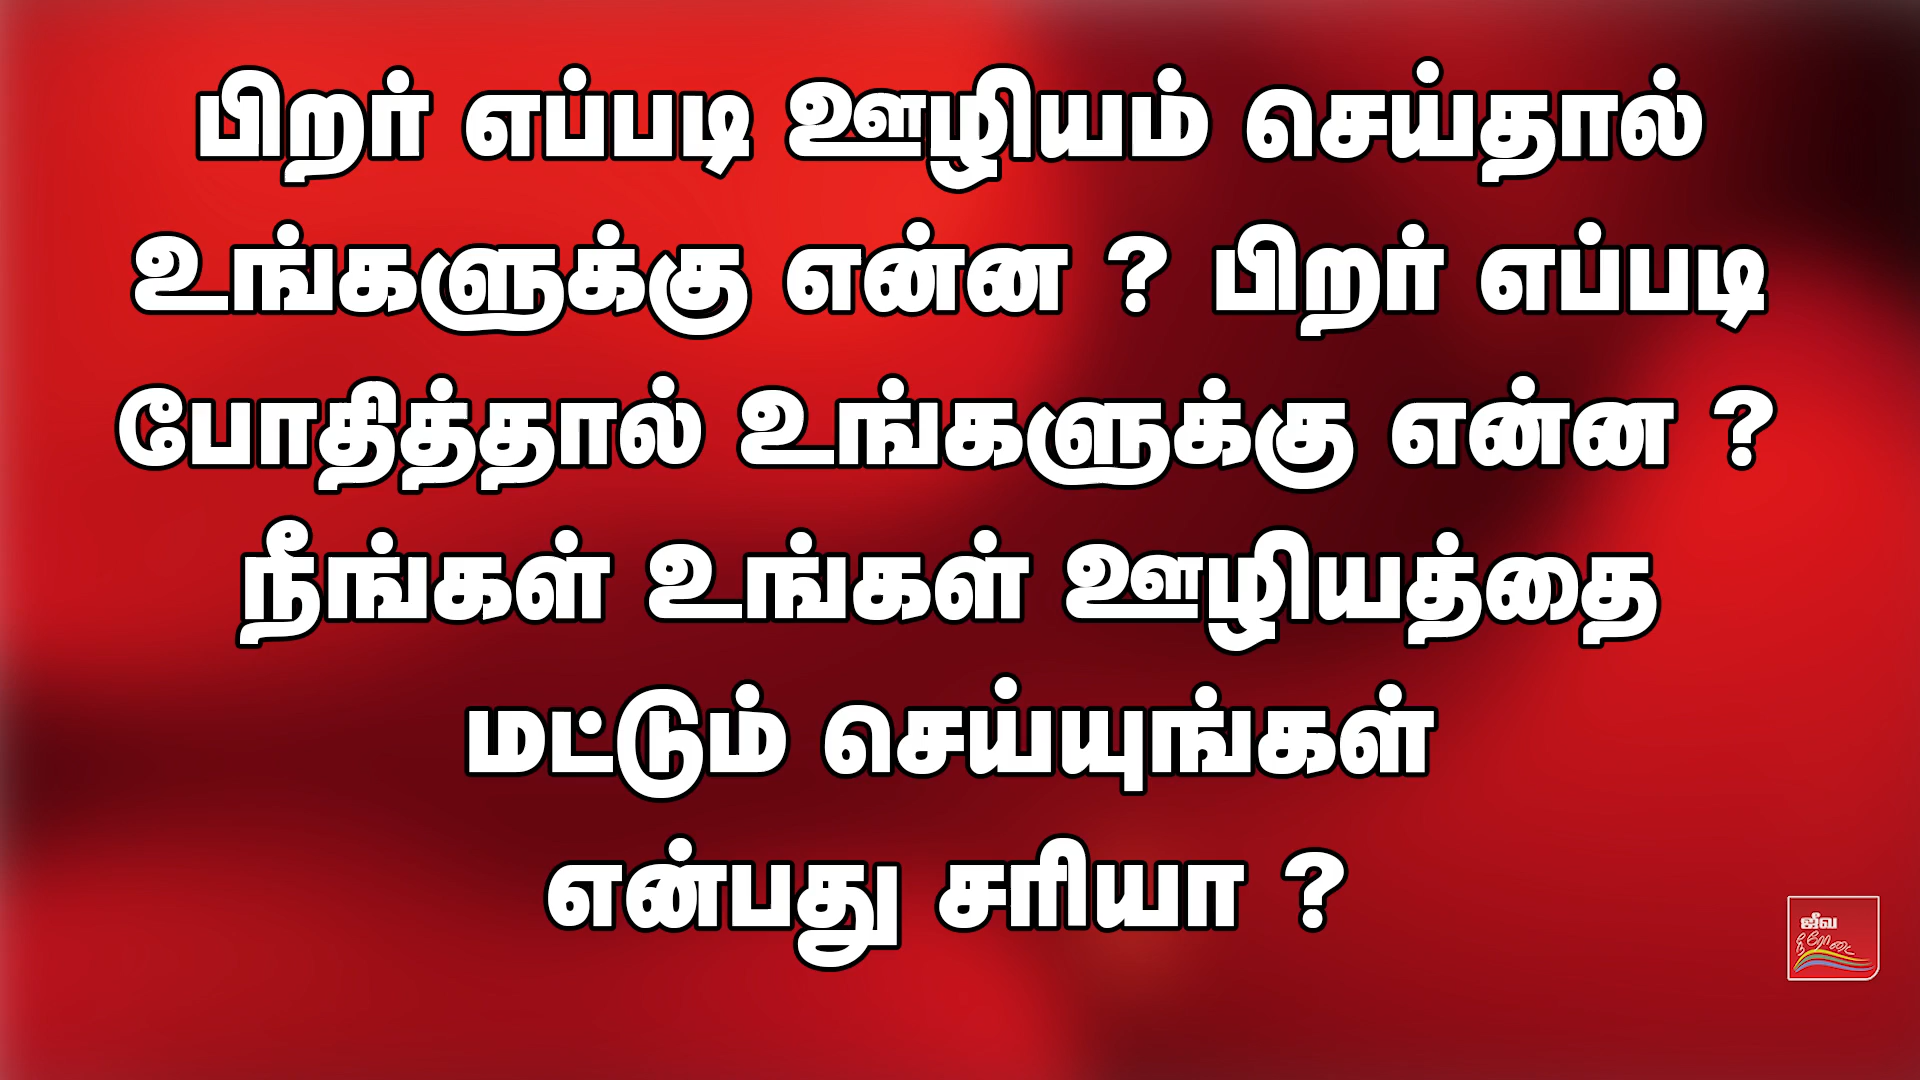 பிறர் எப்படி ஊழியம் செய்தால்
உங்களுக்கு என்ன ? பிறர் எப்படி
போதித்தால் உங்களுக்கு என்ன ?
நீங்கள் உங்கள் ஊழியத்தை
மட்டும் செய்யுங்கள்
என்பது சரியா ?
ஜீவ
நீரோடை